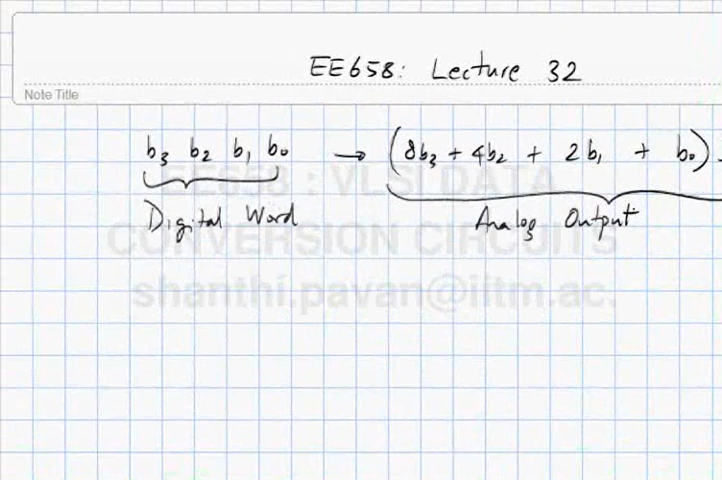 EE658: Lecture 32
Note Title
b₃ b₂ b₁ b₀ → (8b₃ + 4b₂ + 2b₁ + b₀)
Digital Word Analog Output
EE658 : VLSI DATA
CONVERSION CIRCUITS
shanthi.pavan@iitm.ac.